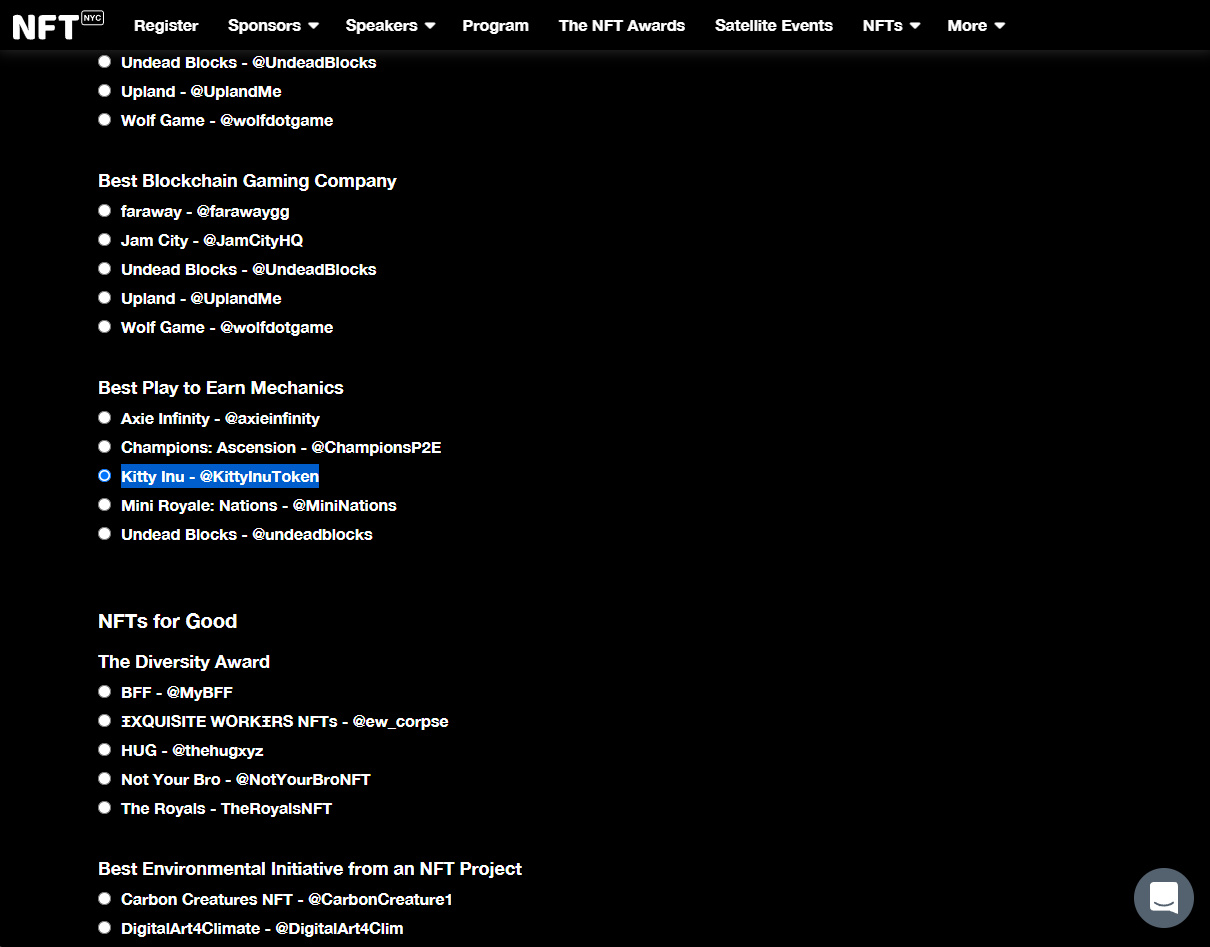 NFT NYC Register Sponsors Speakers Program The NFT Awards Satellite Events NFTs More
Undead Blocks - @UndeadBlocks
Upland - @UplandMe
Wolf Game - @wolfdotgame
Best Blockchain Gaming Company
faraway - @farawaygg
Jam City - @JamCityHQ
Undead Blocks - @UndeadBlocks
Upland - @UplandMe
Wolf Game - @wolfdotgame
Best Play to Earn Mechanics
Axie Infinity - @axieinfinity
Champions: Ascension - @ChampionsP2E
Kitty Inu - @KittyInuToken
Mini Royale: Nations - @MiniNations
Undead Blocks - @undeadblocks
NFTs for Good
The Diversity Award
BFF - @MyBFF
ΞXQUISITE WORKΞRS NFTs - @ew_corpse
HUG - @thehugxyz
Not Your Bro - @NotYourBroNFT
The Royals - TheRoyalsNFT
Best Environmental Initiative from an NFT Project
Carbon Creatures NFT - @CarbonCreature1
DigitalArt4Climate - @DigitalArt4Clim